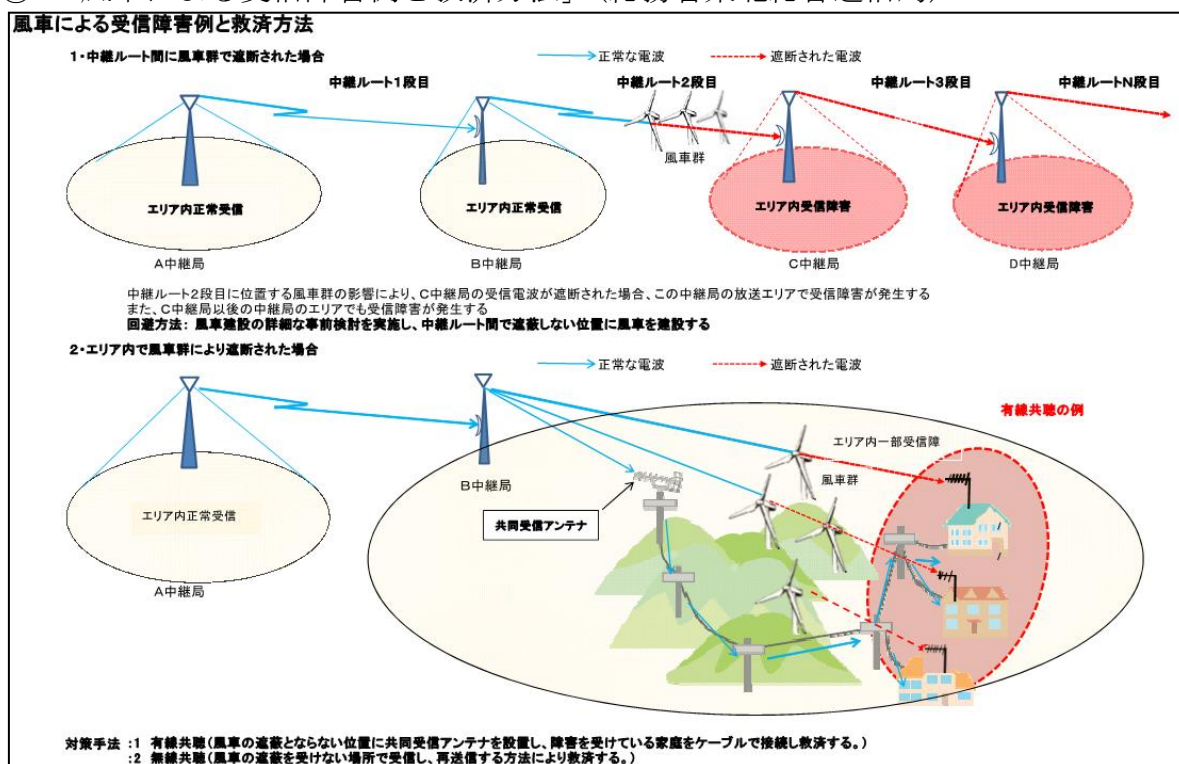 風車による受信障害例と救済方法
1・中継ルート間に風車群で遮断された場合
正常な電波
遮断された電波
中継ルート1段目
中継ルート2段目
中継ルート3段目
中継ルートN段目
風車群
エリア内正常受信
エリア内正常受信
エリア内受信障害
エリア内受信障害
A中継局
B中継局
C中継局
D中継局
中継ルート2段目に位置する風車群の影響により、C中継局の受信電波が遮断された場合、この中継局の放送エリアで受信障害が発生する
また、C中継局以後の中継局のエリアでも受信障害が発生する
回避方法： 風車建設の詳細な事前検討を実施し、中継ルート間で遮蔽しない位置に風車を建設する
2・エリア内で風車群により遮断された場合
正常な電波
遮断された電波
有線共聴の例
エリア内一部受信障
風車群
B中継局
共同受信アンテナ
エリア内正常受信
A中継局
対策手法 :1 有線共聴(風車の遮蔽とならない位置に共同受信アンテナを設置し、障害を受けている家庭をケーブルで接続し救済する。)
:2 無線共聴(風車の遮蔽を受けない場所で受信し、再送信する方法により救済する。)